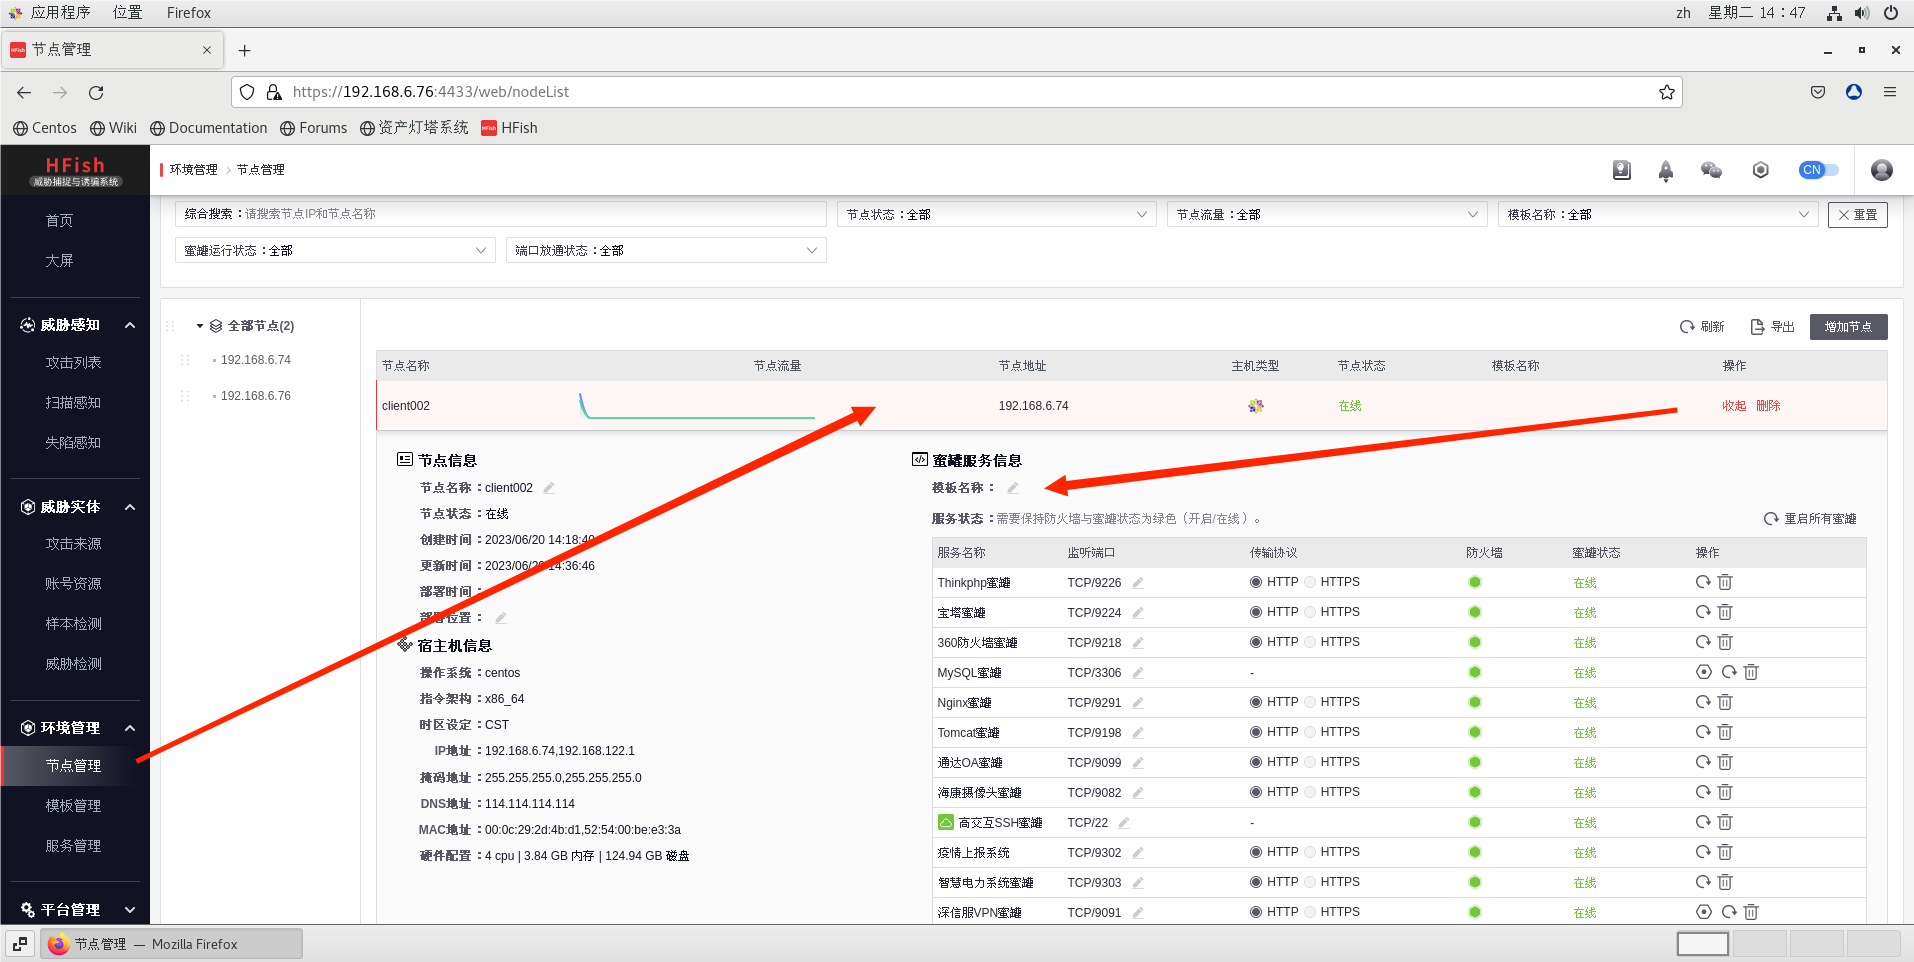 应用程序 位置 Firefox zh 星期二 14：47
节点管理
https://192.168.6.76:4433/web/nodeList
Centos Wiki Documentation Forums 资产灯塔系统 HFish HFish
HFish
威胁捕捉与诱骗系统
环境管理 > 节点管理 CN
首页
大屏
威胁感知
攻击列表
扫描感知
失陷感知
威胁实体
攻击来源
账号资源
样本检测
威胁检测
环境管理
节点管理
模板管理
服务管理
平台管理
综合搜索：请搜索节点IP和节点名称 节点状态：全部 节点流量：全部 模板名称：全部 重置
蜜罐运行状态：全部 端口放通状态：全部
全部节点(2)
192.168.6.74
192.168.6.76
刷新 导出 增加节点
节点名称 节点流量 节点地址 主机类型 节点状态 模板名称 操作
client002 192.168.6.74 在线 收起 删除
节点信息
节点名称：client002
节点状态：在线
创建时间：2023/06/20 14:18:40
更新时间：2023/06/20 14:36:46
部署时间：
部署位置：
宿主机信息
操作系统：centos
指令架构：x86_64
时区设定：CST
IP地址：192.168.6.74,192.168.122.1
掩码地址：255.255.255.0,255.255.255.0
DNS地址：114.114.114.114
MAC地址：00:0c:29:2d:4b:d1,52:54:00:be:e3:3a
硬件配置：4 cpu | 3.84 GB 内存 | 124.94 GB 磁盘
蜜罐服务信息
模板名称：
服务状态：需要保持防火墙与蜜罐状态为绿色（开启/在线）。 重启所有蜜罐
服务名称 监听端口 传输协议 防火墙 蜜罐状态 操作
Thinkphp蜜罐 TCP/9226 HTTP HTTPS 在线
宝塔蜜罐 TCP/9224 HTTP HTTPS 在线
360防火墙蜜罐 TCP/9218 HTTP HTTPS 在线
MySQL蜜罐 TCP/3306 - 在线
Nginx蜜罐 TCP/9291 HTTP HTTPS 在线
Tomcat蜜罐 TCP/9198 HTTP HTTPS 在线
通达OA蜜罐 TCP/9099 HTTP HTTPS 在线
海康摄像头蜜罐 TCP/9082 HTTP HTTPS 在线
高交互SSH蜜罐 TCP/22 - 在线
疫情上报系统 TCP/9302 HTTP HTTPS 在线
智慧电力系统蜜罐 TCP/9303 HTTP HTTPS 在线
深信服VPN蜜罐 TCP/9091 HTTP HTTPS 在线
节点管理 — Mozilla Firefox